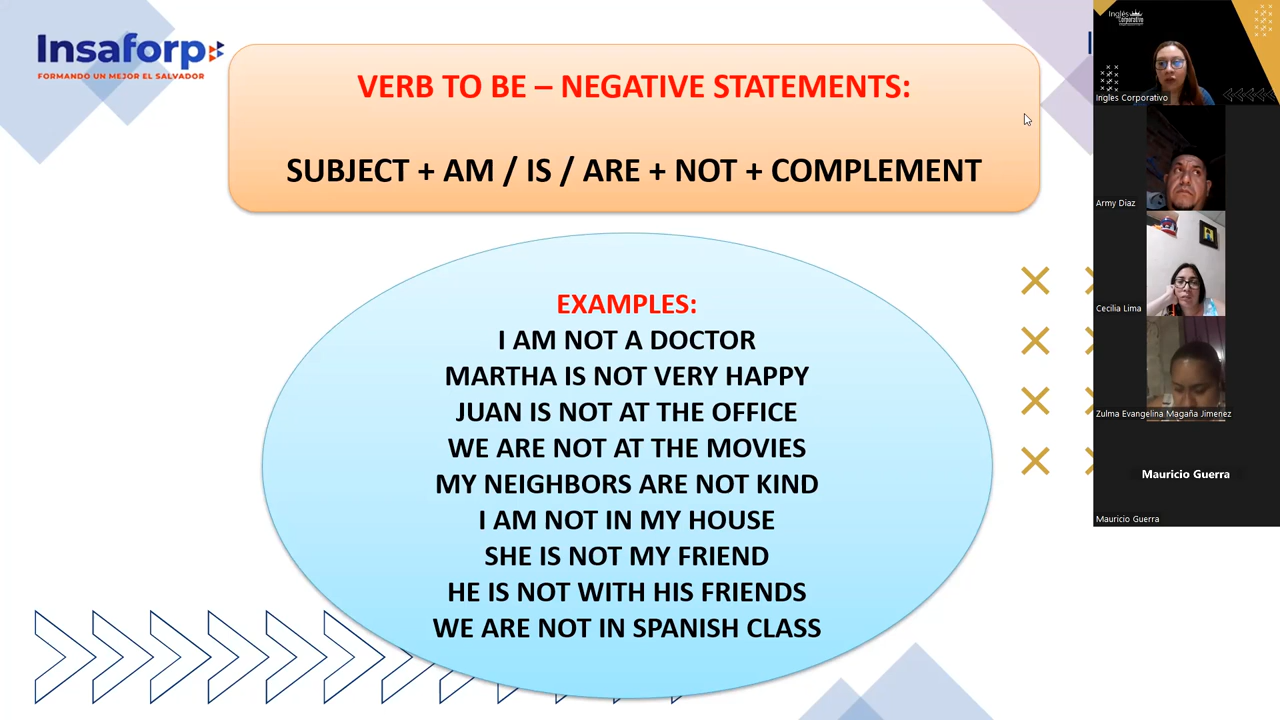 Insaforp
FORMANDO UN MEJOR EL SALVADOR
VERB TO BE – NEGATIVE STATEMENTS:
SUBJECT + AM / IS / ARE + NOT + COMPLEMENT
EXAMPLES:
I AM NOT A DOCTOR
MARTHA IS NOT VERY HAPPY
JUAN IS NOT AT THE OFFICE
WE ARE NOT AT THE MOVIES
MY NEIGHBORS ARE NOT KIND
I AM NOT IN MY HOUSE
SHE IS NOT MY FRIEND
HE IS NOT WITH HIS FRIENDS
WE ARE NOT IN SPANISH CLASS
Inglés
Corporativo
Ingles Corporativo
Army Diaz
Cecilia Lima
Zulma Evangelina Magaña Jimenez
Mauricio Guerra
Mauricio Guerra